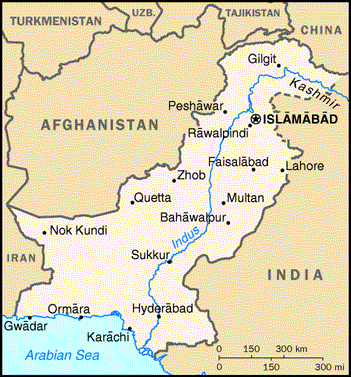 UZB.
TURKMENISTAN
TAJIKISTAN
CHINA
Gilgit
Kashmir
Peshāwar
ISLĀMĀBĀD
Rāwalpindi
AFGHANISTAN
Faisalābad
Lahore
Zhob
Quetta
Multan
Bahāwalpur
Nok Kundi
Indus
IRAN
Sukkur
INDIA
Ormāra
Hyderābad
Gwādar
Karāchi
Arabian Sea
0 150 300 km
0 150 300 mi